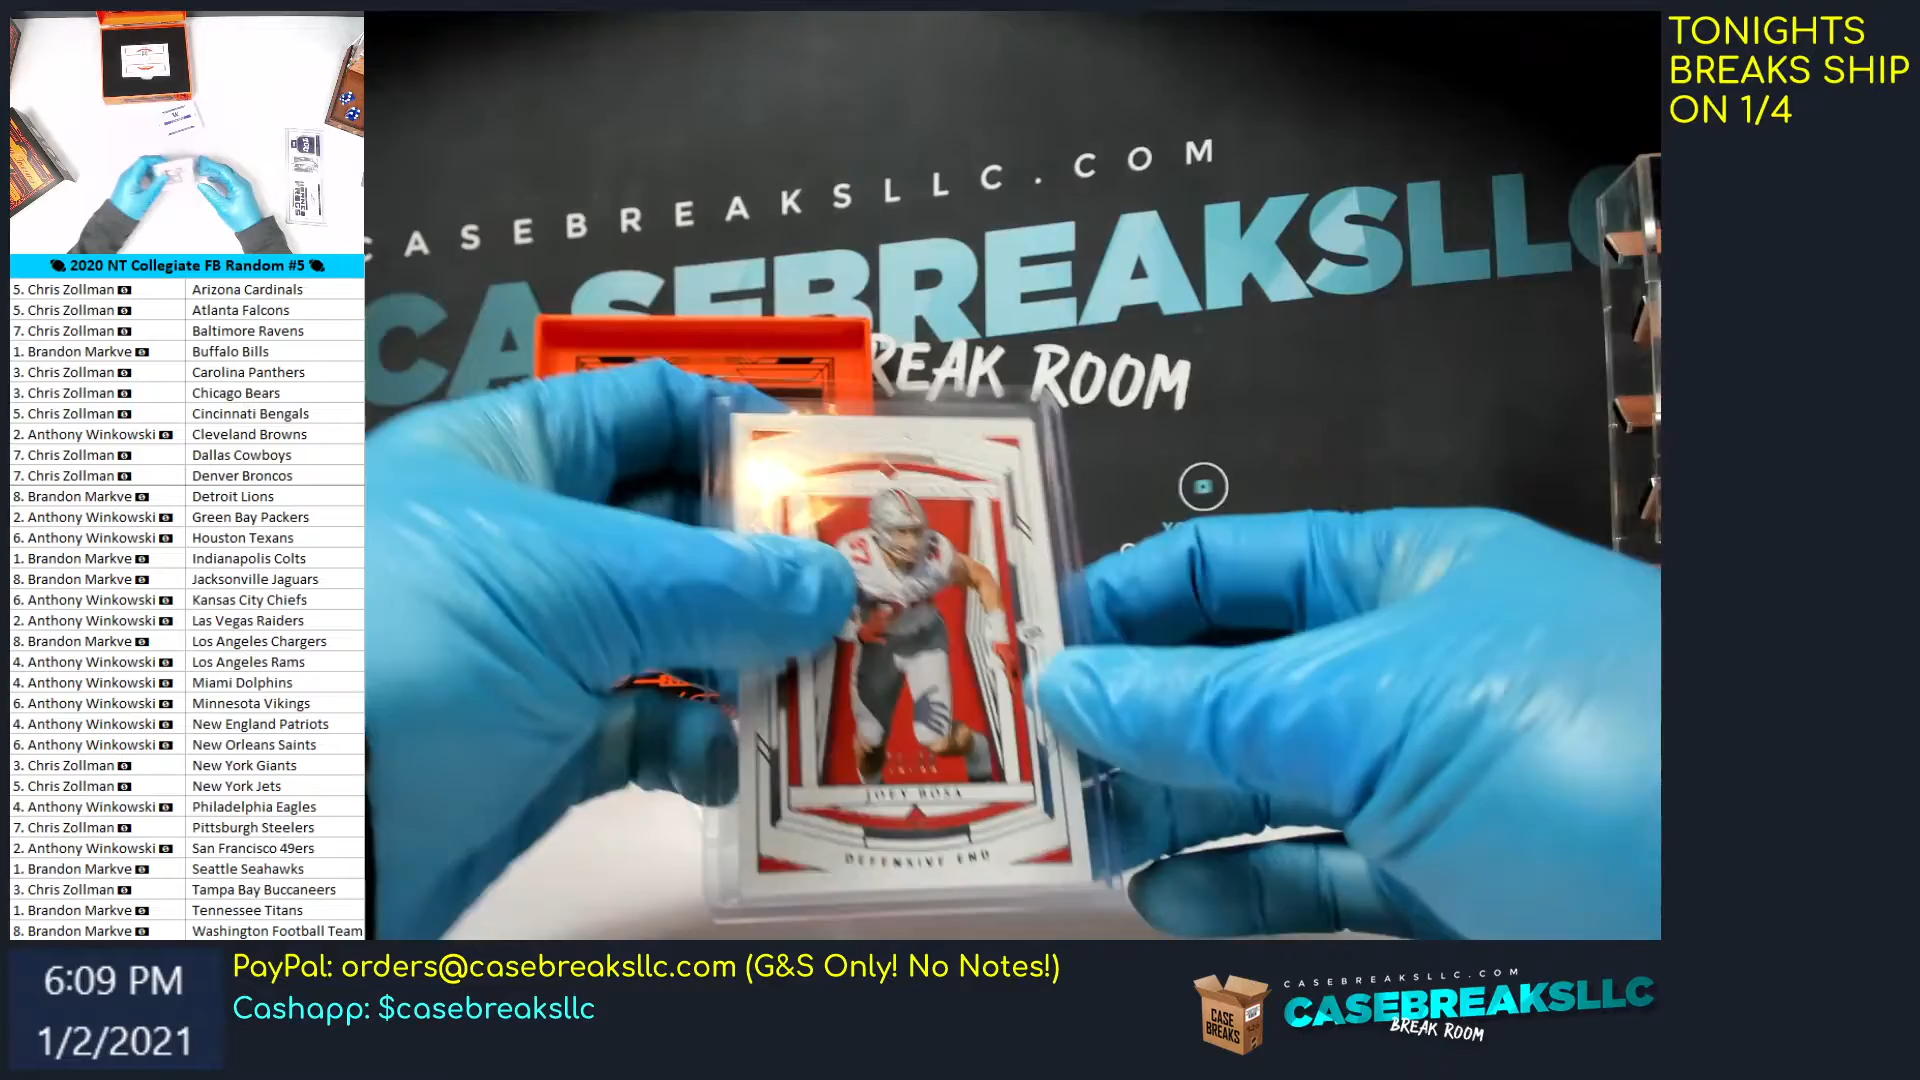 2020 NT Collegiate FB Random #5
5. Chris Zollman Arizona Cardinals
5. Chris Zollman Atlanta Falcons
7. Chris Zollman Baltimore Ravens
1. Brandon Markve Buffalo Bills
3. Chris Zollman Carolina Panthers
3. Chris Zollman Chicago Bears
5. Chris Zollman Cincinnati Bengals
2. Anthony Winkowski Cleveland Browns
7. Chris Zollman Dallas Cowboys
7. Chris Zollman Denver Broncos
8. Brandon Markve Detroit Lions
2. Anthony Winkowski Green Bay Packers
6. Anthony Winkowski Houston Texans
1. Brandon Markve Indianapolis Colts
8. Brandon Markve Jacksonville Jaguars
6. Anthony Winkowski Kansas City Chiefs
2. Anthony Winkowski Las Vegas Raiders
8. Brandon Markve Los Angeles Chargers
4. Anthony Winkowski Los Angeles Rams
4. Anthony Winkowski Miami Dolphins
6. Anthony Winkowski Minnesota Vikings
4. Anthony Winkowski New England Patriots
6. Anthony Winkowski New Orleans Saints
3. Chris Zollman New York Giants
5. Chris Zollman New York Jets
4. Anthony Winkowski Philadelphia Eagles
7. Chris Zollman Pittsburgh Steelers
2. Anthony Winkowski San Francisco 49ers
1. Brandon Markve Seattle Seahawks
3. Chris Zollman Tampa Bay Buccaneers
1. Brandon Markve Tennessee Titans
8. Brandon Markve Washington Football Team
CASEBREAKSLLC.COM
CASEBREAKSLLC
BREAK ROOM
JOEY BOSA
DEFENSIVE END
TONIGHTS
BREAKS SHIP
ON 1/4
6:09 PM
1/2/2021
PayPal: orders@casebreaksllc.com (G&S Only! No Notes!)
Cashapp: $casebreaksllc
CASE
BREAKS
CASEBREAKSLLC.COM
CASEBREAKSLLC
BREAK ROOM